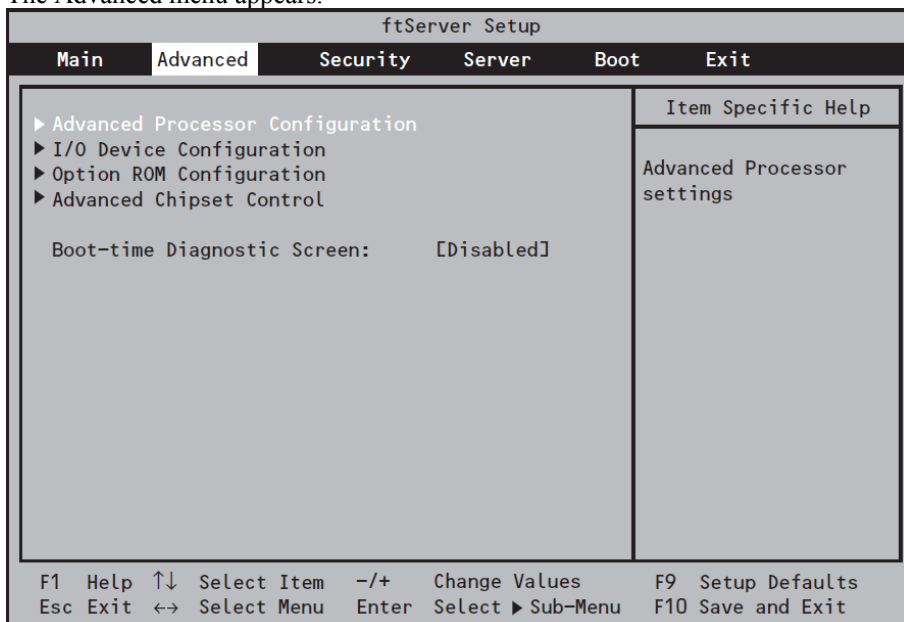 The Advanced menu appears.
ftServer Setup
Main Advanced Security Server Boot Exit
▶ Advanced Processor Configuration
▶ I/O Device Configuration
▶ Option ROM Configuration
▶ Advanced Chipset Control
Boot-time Diagnostic Screen: [Disabled]
Item Specific Help
Advanced Processor
settings
F1 Help ↑↓ Select Item -/+ Change Values F9 Setup Defaults
Esc Exit ↔ Select Menu Enter Select ▶ Sub-Menu F10 Save and Exit